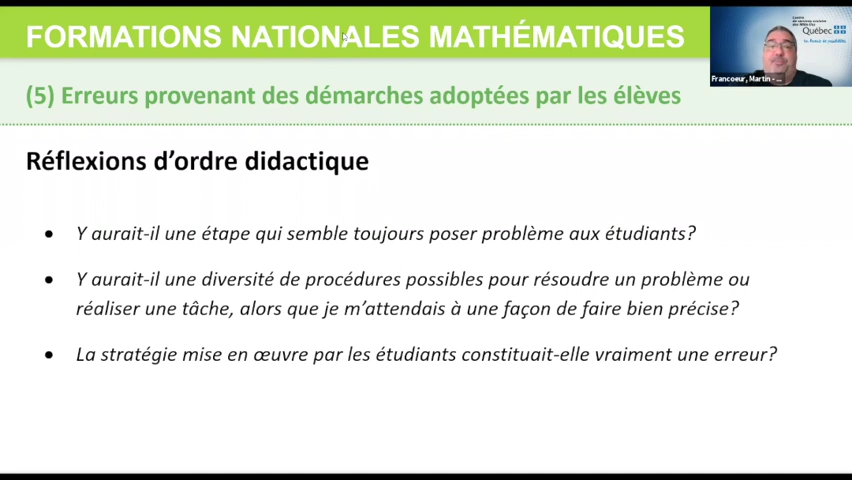 FORMATIONS NATIONALES MATHÉMATIQUES
Québec
Francoeur, Martin - ...
(5) Erreurs provenant des démarches adoptées par les élèves
Réflexions d’ordre didactique
• Y aurait-il une étape qui semble toujours poser problème aux étudiants?
• Y aurait-il une diversité de procédures possibles pour résoudre un problème ou
réaliser une tâche, alors que je m’attendais à une façon de faire bien précise?
• La stratégie mise en œuvre par les étudiants constituait-elle vraiment une erreur?